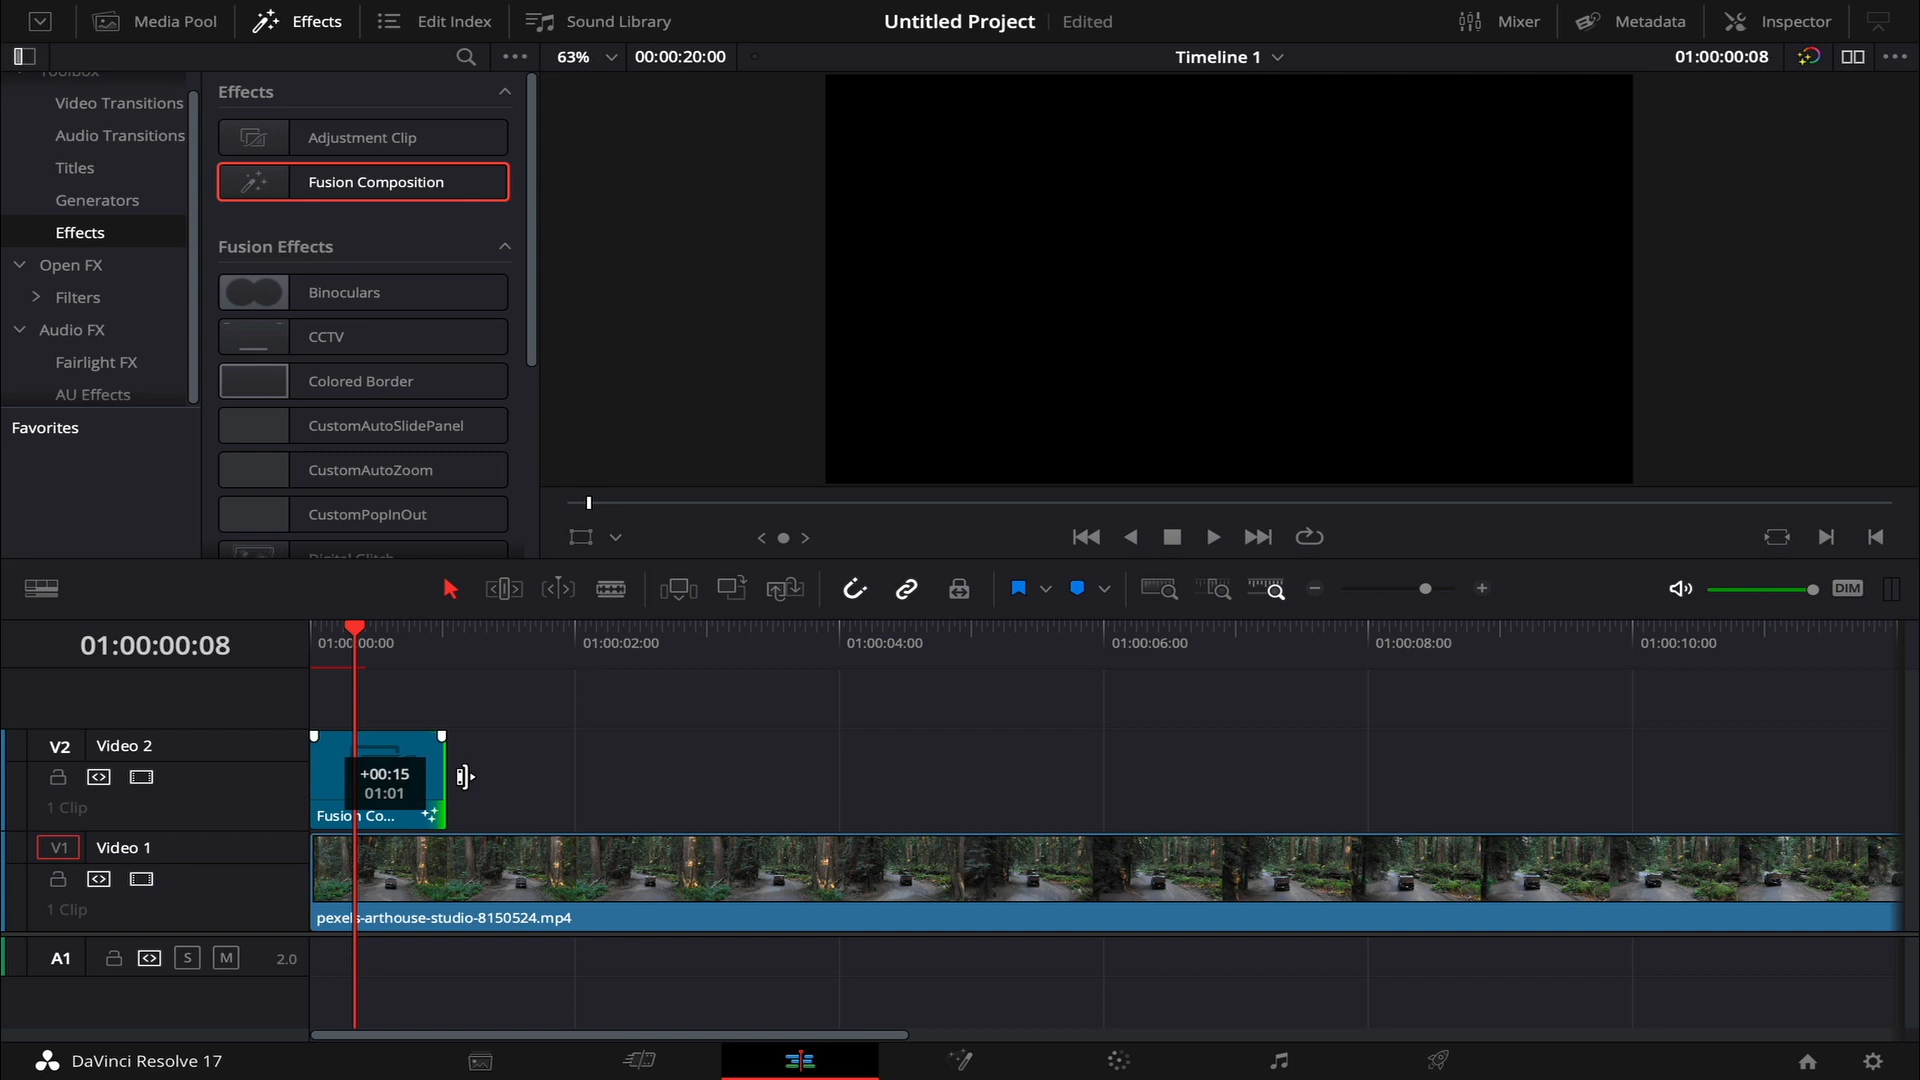 Media Pool
Effects
Edit Index
Sound Library
Untitled Project
Edited
Mixer
Metadata
Inspector
63%
00:00:20:00
Timeline 1
01:00:00:08
Toolbox
Video Transitions
Audio Transitions
Titles
Generators
Effects
Open FX
Filters
Audio FX
Fairlight FX
AU Effects
Favorites
Effects
Adjustment Clip
Fusion Composition
Fusion Effects
Binoculars
CCTV
Colored Border
CustomAutoSlidePanel
CustomAutoZoom
CustomPopInOut
Digital Glitch
DIM
01:00:00:08
01:00:00:00
01:00:02:00
01:00:04:00
01:00:06:00
01:00:08:00
01:00:10:00
V2
Video 2
1 Clip
+00:15
01:01
Fusion Co...
V1
Video 1
1 Clip
pexels-arthouse-studio-8150524.mp4
A1
S
M
2.0
DaVinci Resolve 17